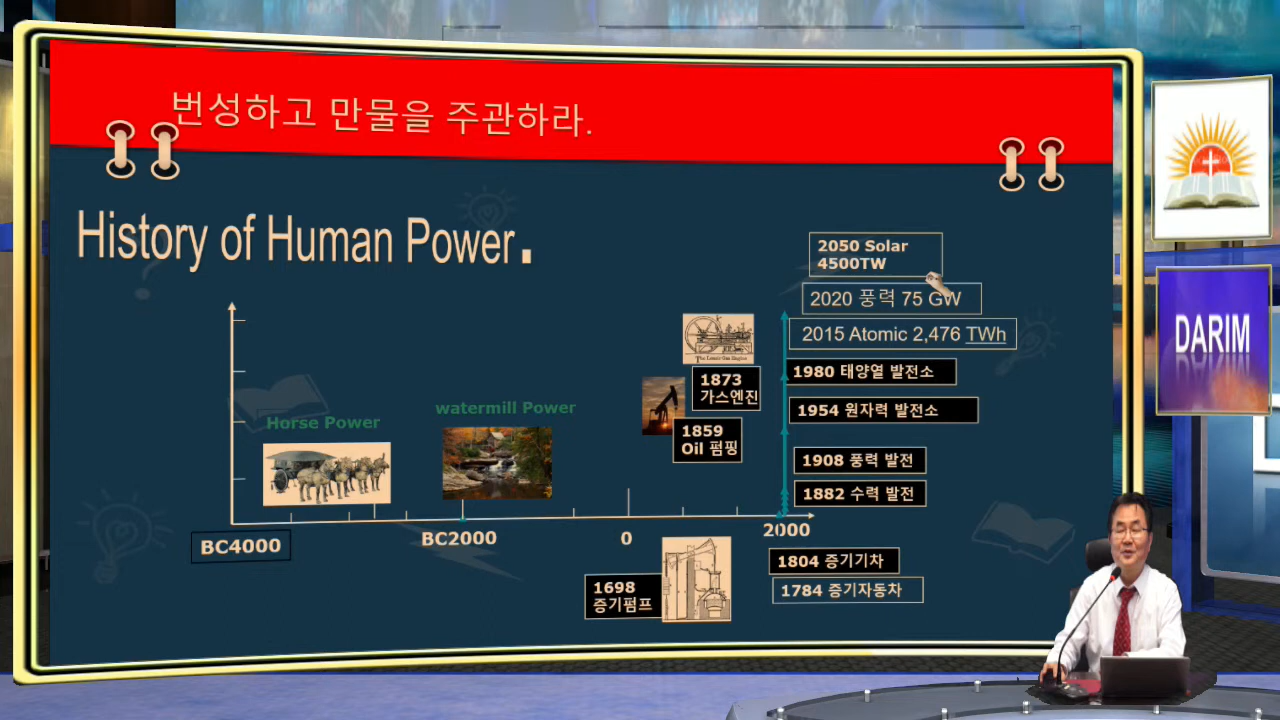 번성하고 만물을 주관하라.
History of Human Power.
2050 Solar
4500TW
2020 풍력 75 GW
2015 Atomic 2,476 TWh
1980 태양열 발전소
1954 원자력 발전소
1908 풍력 발전
1882 수력 발전
The Lenoir Gas Engine
1873
가스엔진
1859
Oil 펌핑
watermill Power
Horse Power
BC4000
BC2000
0
2000
1804 증기기차
1784 증기자동차
1698
증기펌프
DARIM